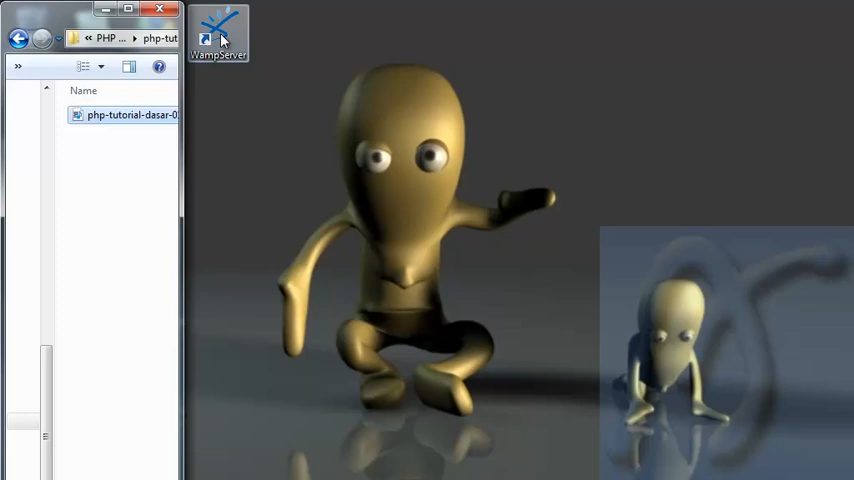 « PHP ... ▸ php-tut
WampServer
»
Name
php-tutorial-dasar-0